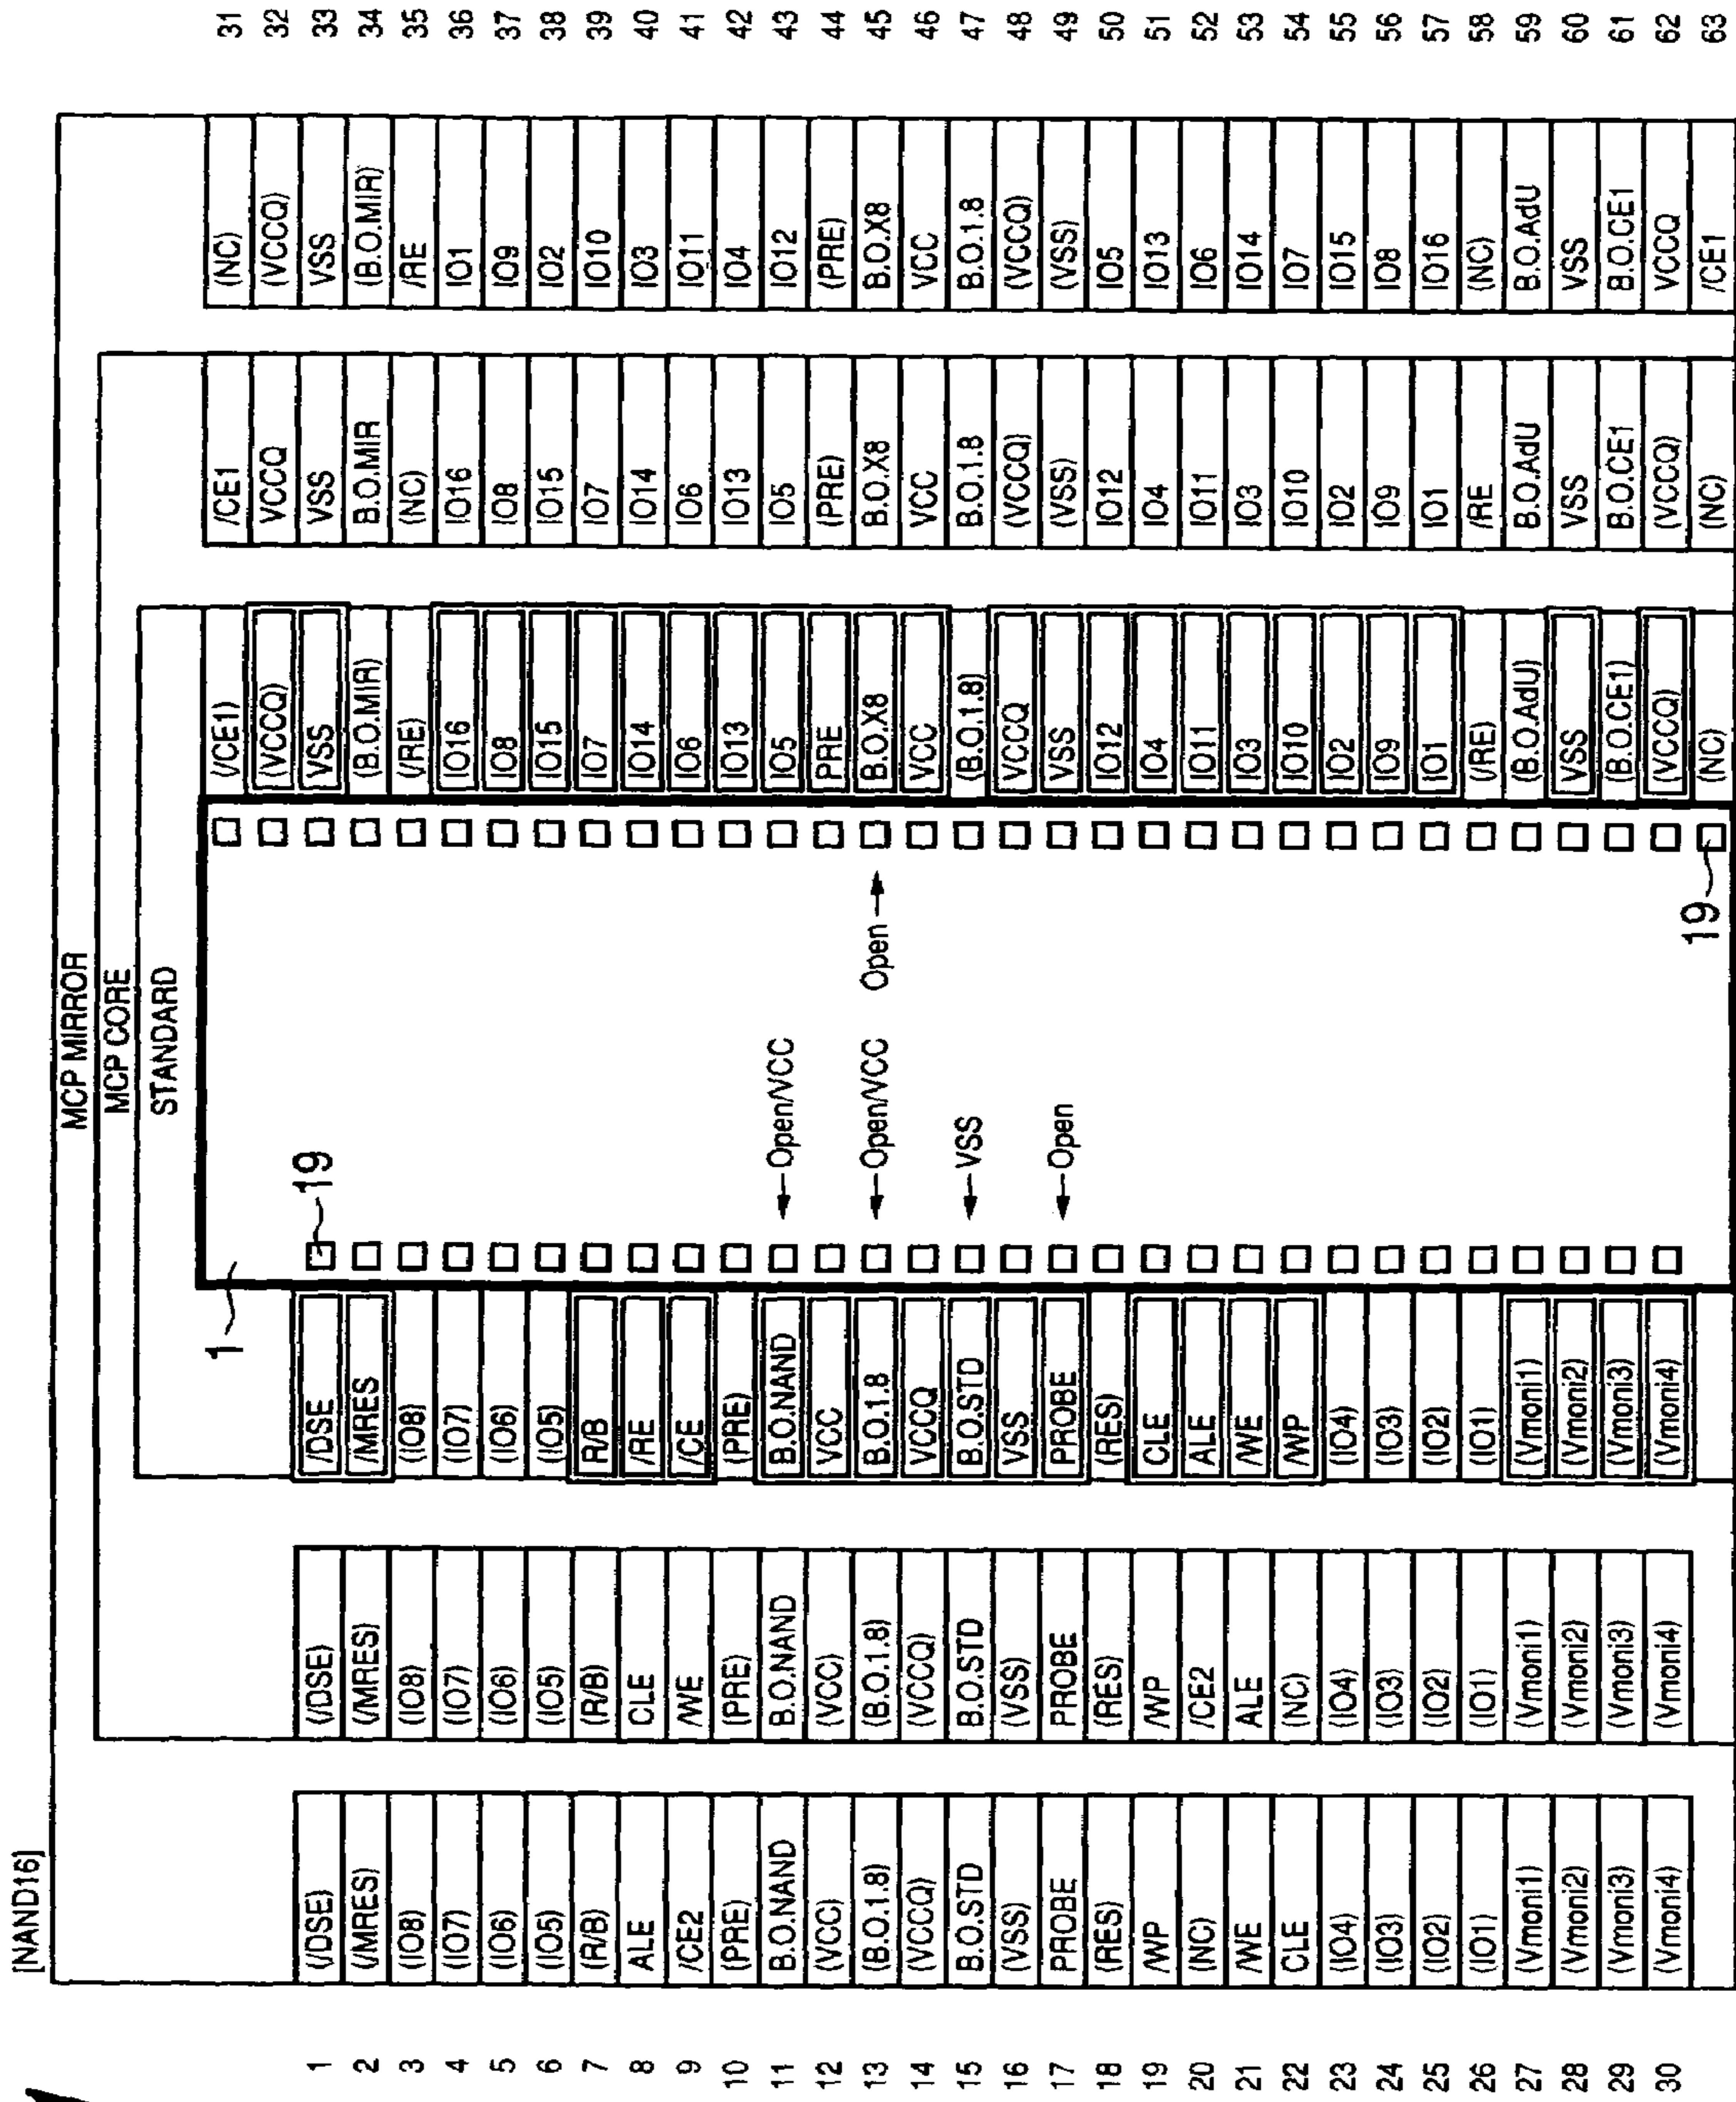 [NAND16]
MCP MIRROR
MCP CORE
STANDARD
1
19
1 (/DSE) (/DSE) /DSE
2 (/MRES) (/MRES) /MRES
3 (IO8) (IO8) (IO8)
4 (IO7) (IO7) (IO7)
5 (IO6) (IO6) (IO6)
6 (IO5) (IO5) (IO5)
7 (R/B) (R/B) R/B
8 ALE CLE /RE
9 /CE2 /WE /CE
10 (PRE) (PRE) (PRE)
11 B.O.NAND B.O.NAND B.O.NAND Open/VCC
12 (VCC) (VCC) VCC
13 (B.O.1.8) (B.O.1.8) B.O.1.8 Open/VCC
14 (VCCQ) (VCCQ) VCCQ
15 B.O.STD B.O.STD B.O.STD VSS
16 (VSS) (VSS) VSS
17 PROBE PROBE PROBE Open
18 (RES) (RES) (RES)
19 /WP /WP CLE
20 (NC) /CE2 ALE
21 /WE ALE /WE
22 CLE (NC) /WP
23 (IO4) (IO4) (IO4)
24 (IO3) (IO3) (IO3)
25 (IO2) (IO2) (IO2)
26 (IO1) (IO1) (IO1)
27 (Vmoni1) (Vmoni1) (Vmoni1)
28 (Vmoni2) (Vmoni2) (Vmoni2)
29 (Vmoni3) (Vmoni3) (Vmoni3)
30 (Vmoni4) (Vmoni4) (Vmoni4)
(/CE1) /CE1 (NC) 31
(VCCQ) VCCQ (VCCQ) 32
VSS VSS VSS 33
(B.O.MIR) B.O.MIR (B.O.MIR) 34
(/RE) (NC) /RE 35
IO16 IO16 IO1 36
IO8 IO8 IO9 37
IO15 IO15 IO2 38
IO7 IO7 IO10 39
IO14 IO14 IO3 40
IO6 IO6 IO11 41
IO13 IO13 IO4 42
IO5 IO5 IO12 43
PRE (PRE) (PRE) 44
Open B.O.X8 B.O.X8 B.O.X8 45
VCC VCC VCC 46
(B.O.1.8) B.O.1.8 B.O.1.8 47
VCCQ (VCCQ) (VCCQ) 48
VSS (VSS) (VSS) 49
IO12 IO12 IO5 50
IO4 IO4 IO13 51
IO11 IO11 IO6 52
IO3 IO3 IO14 53
IO10 IO10 IO7 54
IO2 IO2 IO15 55
IO9 IO9 IO8 56
IO1 IO1 IO16 57
(/RE) /RE (NC) 58
(B.O.AdU) B.O.AdU B.O.AdU 59
VSS VSS VSS 60
(B.O.CE1) B.O.CE1 B.O.CE1 61
(VCCQ) (VCCQ) VCCQ 62
19 (NC) (NC) /CE1 63